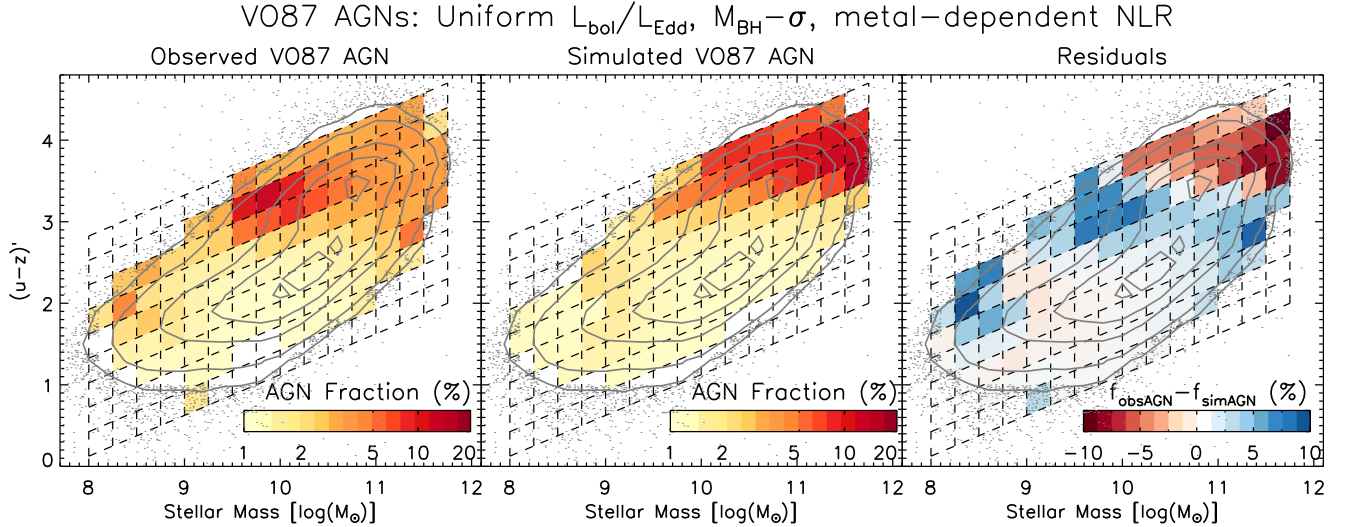 VO87 AGNs: Uniform L_bol/L_Edd, M_BH−σ, metal−dependent NLR
Observed VO87 AGN
Simulated VO87 AGN
Residuals
(u−z)'
4
3
2
1
0
AGN Fraction (%)
1 2 5 10 20
AGN Fraction (%)
1 2 5 10 20
f_obsAGN−f_simAGN (%)
−10 −5 0 5 10
8 9 10 11
8 9 10 11
8 9 10 11 12
Stellar Mass [log(M_⊙)]
Stellar Mass [log(M_⊙)]
Stellar Mass [log(M_⊙)]